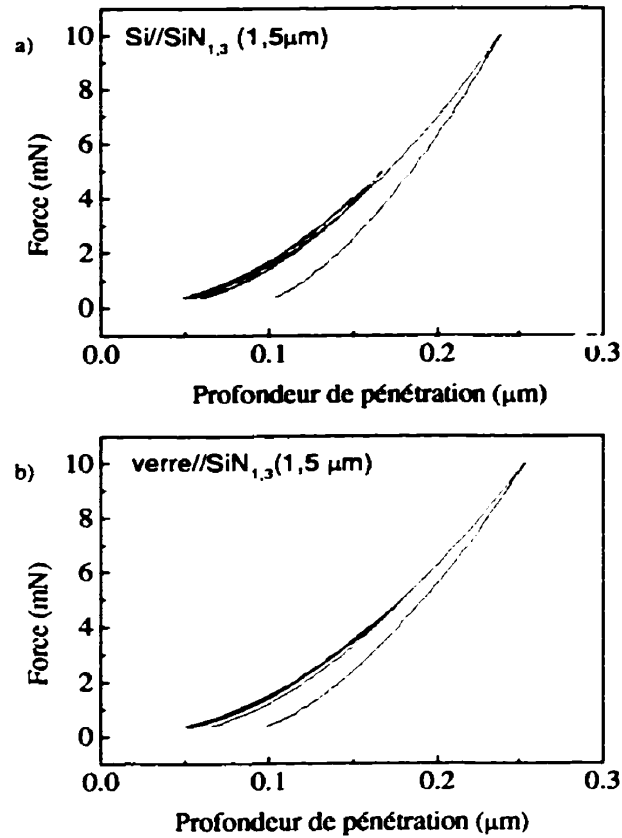 a)
Si//SiN1,3 (1,5µm)
10
8
6
4
2
0
Force (mN)
0.0 0.1 0.2 0.3
Profondeur de pénétration (µm)
b)
verre//SiN1,3(1,5 µm)
10
8
6
4
2
0
Force (mN)
0.0 0.1 0.2 0.3
Profondeur de pénétration (µm)